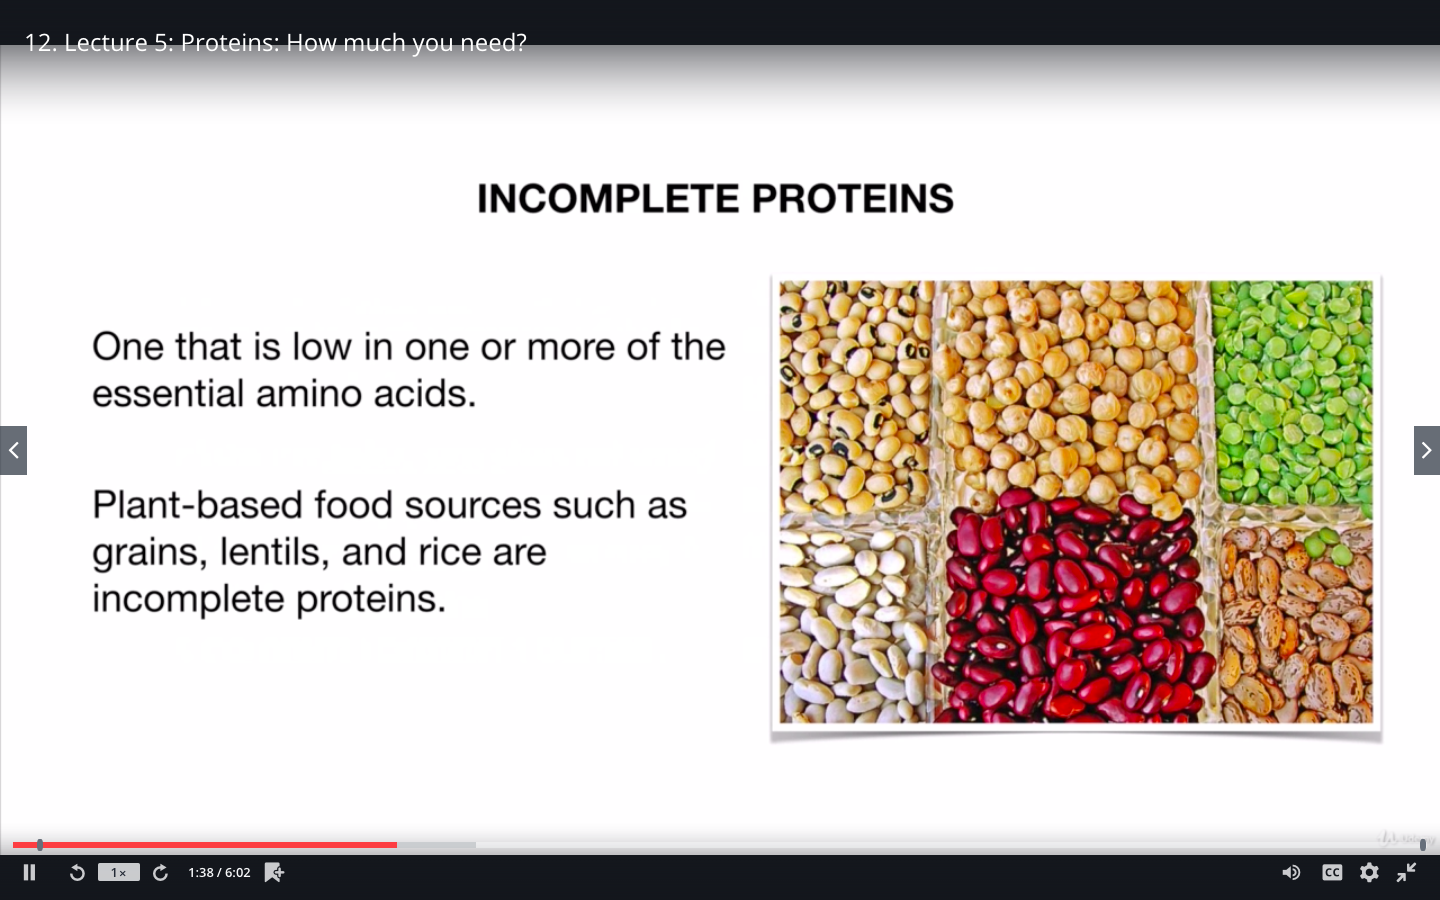 12. Lecture 5: Proteins: How much you need?
INCOMPLETE PROTEINS
One that is low in one or more of the
essential amino acids.
Plant-based food sources such as
grains, lentils, and rice are
incomplete proteins.
1×
1:38 / 6:02
CC